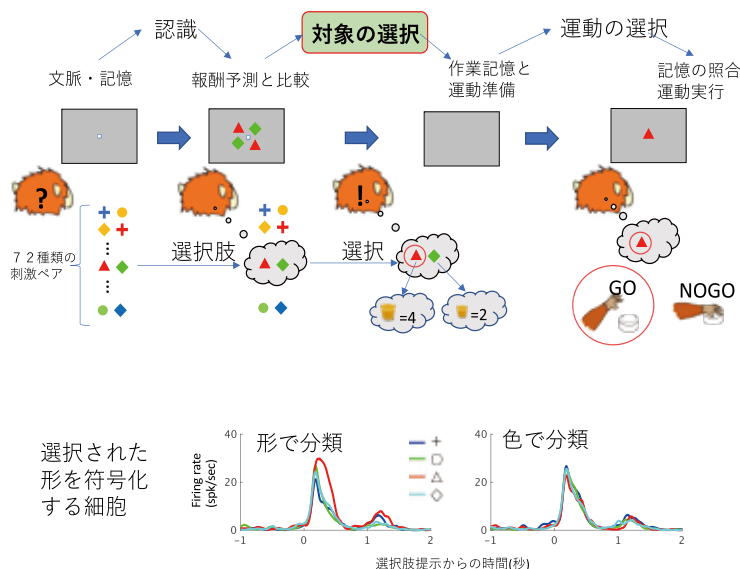 認識
対象の選択
運動の選択
文脈・記憶
報酬予測と比較
作業記憶と
運動準備
記憶の照合
運動実行
?
!
72種類の
刺激ペア
選択肢
選択
=4
=2
GO
NOGO
選択された
形を符号化
する細胞
形で分類
色で分類
Firing rate
(spk/sec)
40
20
0
-1
0
1
2
40
20
0
-1
0
1
2
選択肢提示からの時間(秒)